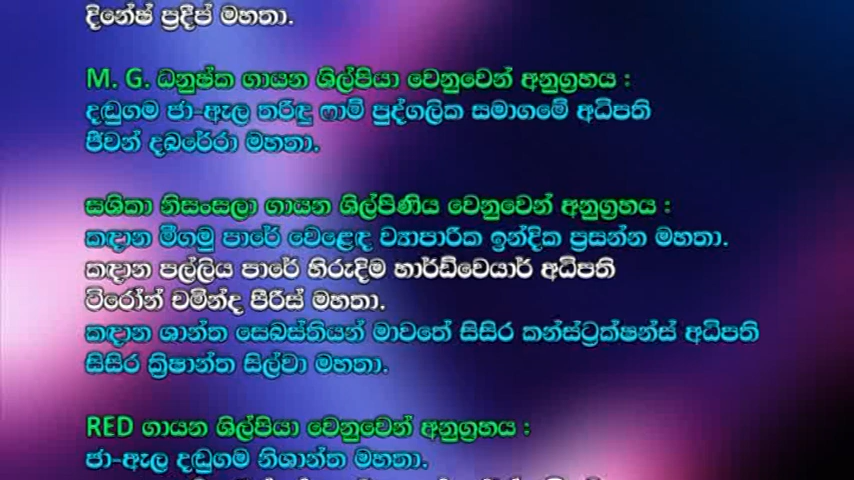 දිනේෂ් ප්‍රදීප් මහතා.
M. G. ධනුෂ්ක ගායන ශිල්පියා වෙනුවෙන් අනුග්‍රහය :
දඬුගම ජා-ඇල තරිඳු ෆාම් පුද්ගලික සමාගමේ අධිපති
ජීවන් දබරේරා මහතා.
සශිකා නිසංසලා ගායන ශිල්පිණිය වෙනුවෙන් අනුග්‍රහය :
කඳාන මීගමු පාරේ වෙළෙඳ ව්‍යාපාරික ඉන්දික ප්‍රසන්න මහතා.
කඳාන පල්ලිය පාරේ හිරුදිම හාර්ඩ්වෙයාර් අධිපති
ටිරෝන් චමින්ද පීරිස් මහතා.
කඳාන ශාන්ත සෙබස්තියන් මාවතේ සිසිර කන්ස්ට්‍රක්ෂන්ස් අධිපති
සිසිර ක්‍රිෂාන්ත සිල්වා මහතා.
RED ගායන ශිල්පියා වෙනුවෙන් අනුග්‍රහය :
ජා-ඇල දඬුගම නිශාන්ත මහතා.